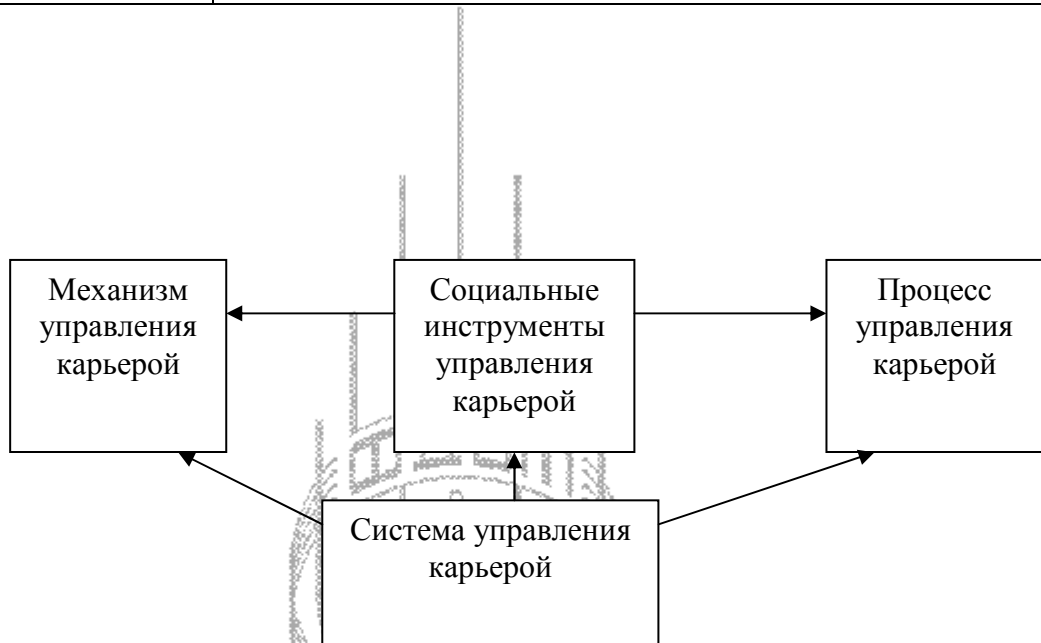 Механизм
управления
карьерой
Социальные
инструменты
управления
карьерой
Процесс
управления
карьерой
Система управления
карьерой